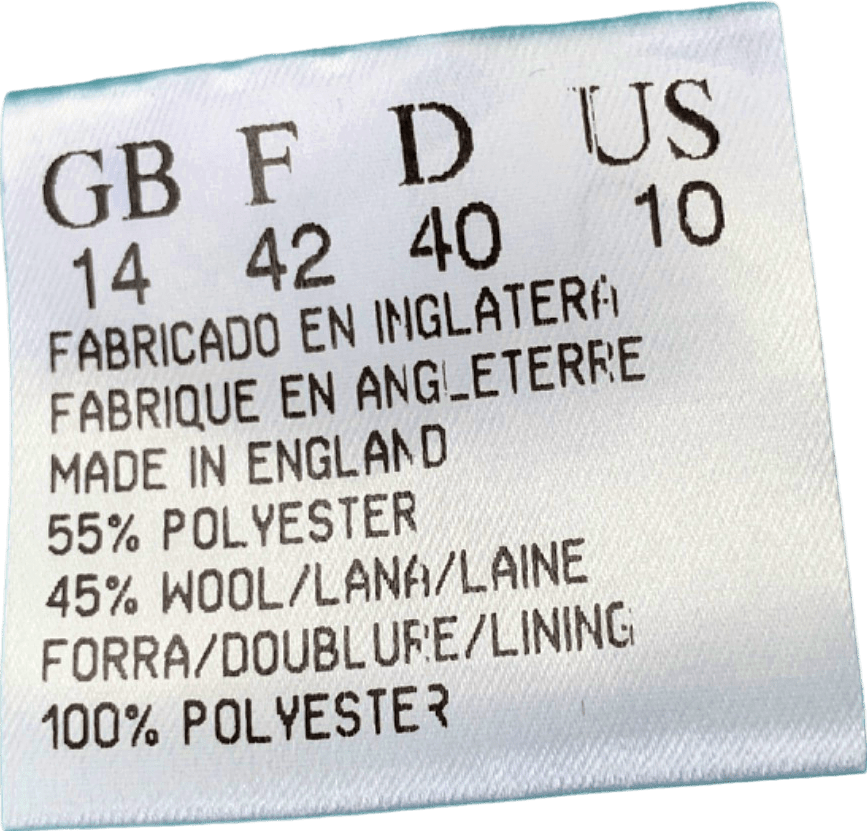 GB F D US
14 42 40 10
FABRICADO EN INGLATERA
FABRIQUE EN ANGLETERRE
MADE IN ENGLAND
55% POLYESTER
45% WOOL/LANA/LAINE
FORRA/DOUBLURE/LINING
100% POLYESTER